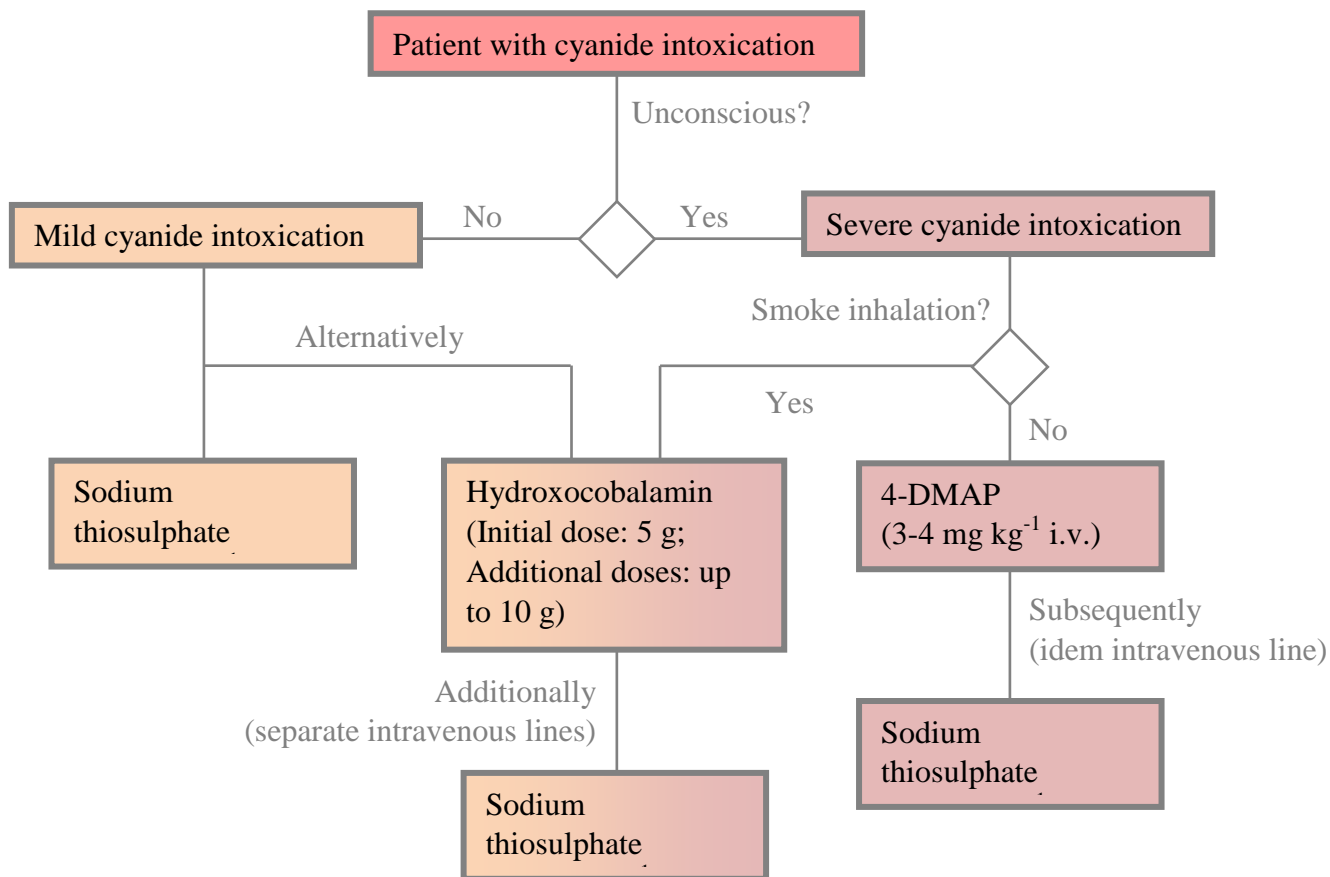 Patient with cyanide intoxication
Unconscious?
No
Yes
Mild cyanide intoxication
Severe cyanide intoxication
Smoke inhalation?
Alternatively
Yes
No
Sodium
thiosulphate
Hydroxocobalamin
(Initial dose: 5 g;
Additional doses: up
to 10 g)
4-DMAP
(3-4 mg kg⁻¹ i.v.)
Subsequently
(idem intravenous line)
Additionally
(separate intravenous lines)
Sodium
thiosulphate
Sodium
thiosulphate